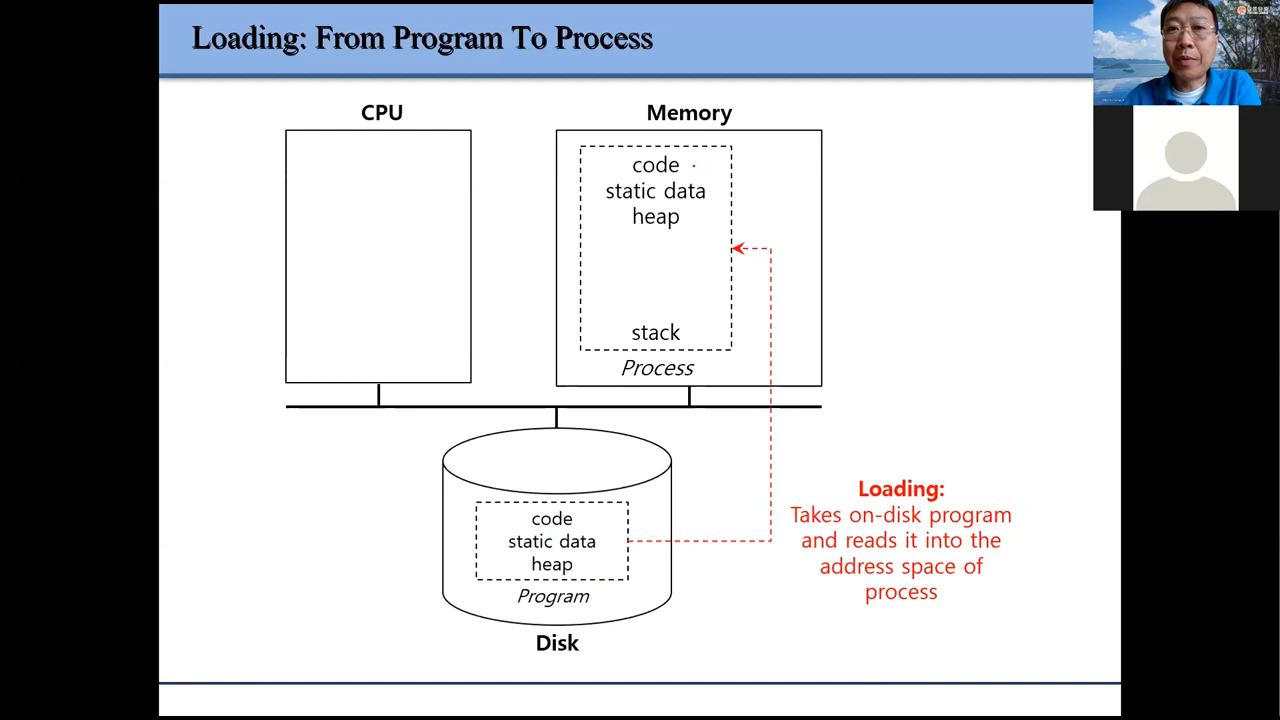 Loading: From Program To Process
CPU
Memory
code
static data
heap
stack
Process
code
static data
heap
Program
Disk
Loading:
Takes on-disk program
and reads it into the
address space of
process